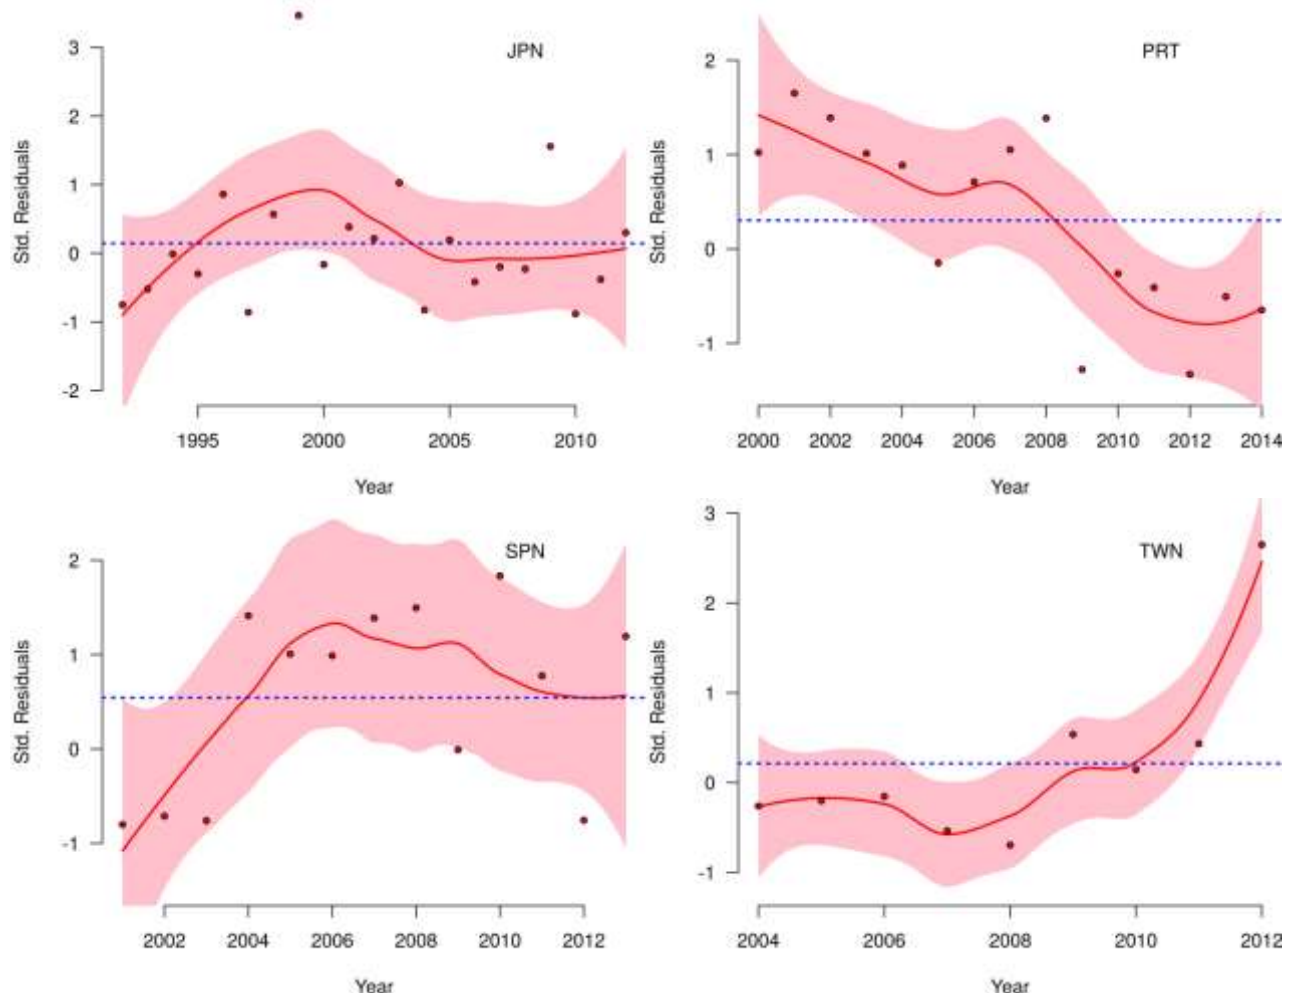 JPN
Std. Residuals
3
2
1
0
-1
-2
1995 2000 2005 2010
Year
PRT
Std. Residuals
2
1
0
-1
2000 2002 2004 2006 2008 2010 2012 2014
Year
SPN
Std. Residuals
2
1
0
-1
2002 2004 2006 2008 2010 2012
Year
TWN
Std. Residuals
3
2
1
0
-1
2004 2006 2008 2010 2012
Year